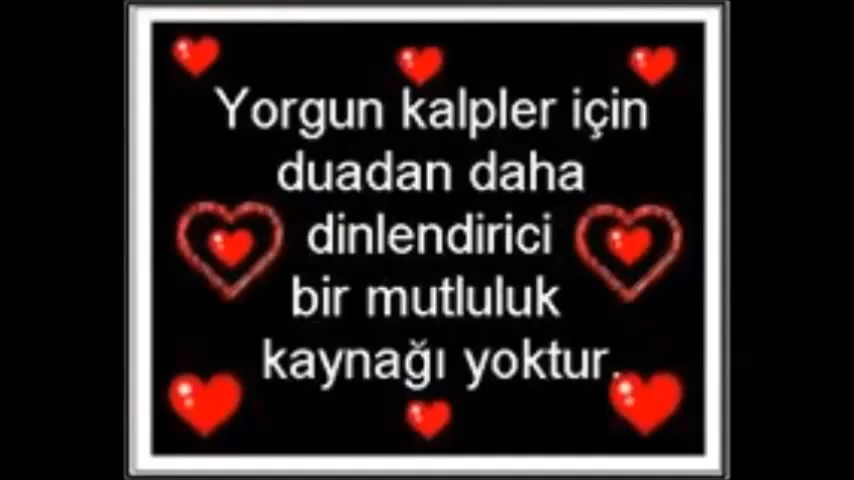 Yorgun kalpler için
duadan daha
dinlendirici
bir mutluluk
kaynağı yoktur.